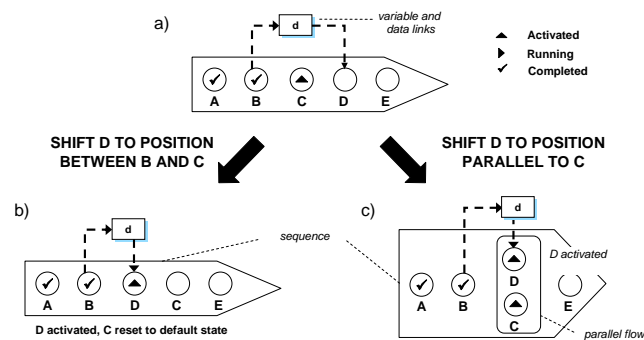 a)
d
variable and
data links
Activated
Running
Completed
A B C D E
SHIFT D TO POSITION
BETWEEN B AND C
SHIFT D TO POSITION
PARALLEL TO C
b)
d
sequence
A B D C E
D activated, C reset to default state
c)
d
D activated
D
A B E
C
parallel flow